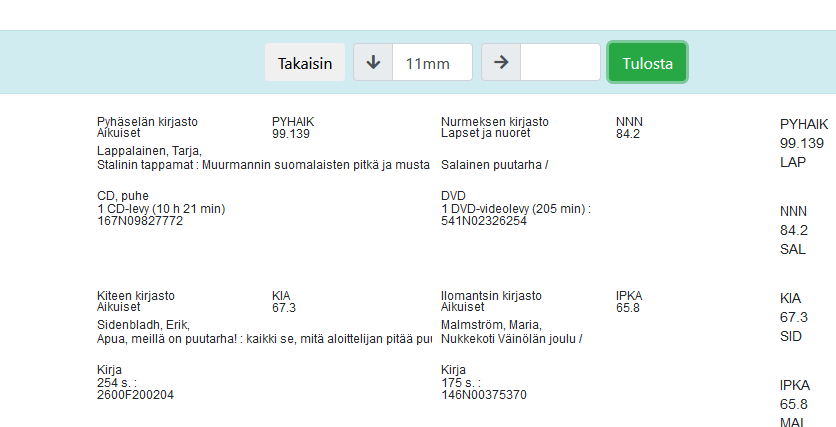 Takaisin
11mm
Tulosta
Pyhäselän kirjasto PYHAIK
Aikuiset 99.139
Lappalainen, Tarja,
Stalinin tappamat : Muurmannin suomalaisten pitkä ja musta
CD, puhe
1 CD-levy (10 h 21 min)
167N09827772
Nurmeksen kirjasto NNN
Lapset ja nuoret 84.2
Salainen puutarha /
DVD
1 DVD-videolevy (205 min) :
541N02326254
PYHAIK
99.139
LAP
NNN
84.2
SAL
Kiteen kirjasto KIA
Aikuiset 67.3
Sidenbladh, Erik,
Apua, meillä on puutarha! : kaikki se, mitä aloittelijan pitää
Kirja
254 s. :
2600F200204
Ilomantsin kirjasto IPKA
Aikuiset 65.8
Malmström, Maria,
Nukkekoti Väinölän joulu /
Kirja
175 s. :
146N00375370
KIA
67.3
SID
IPKA
65.8
MAL